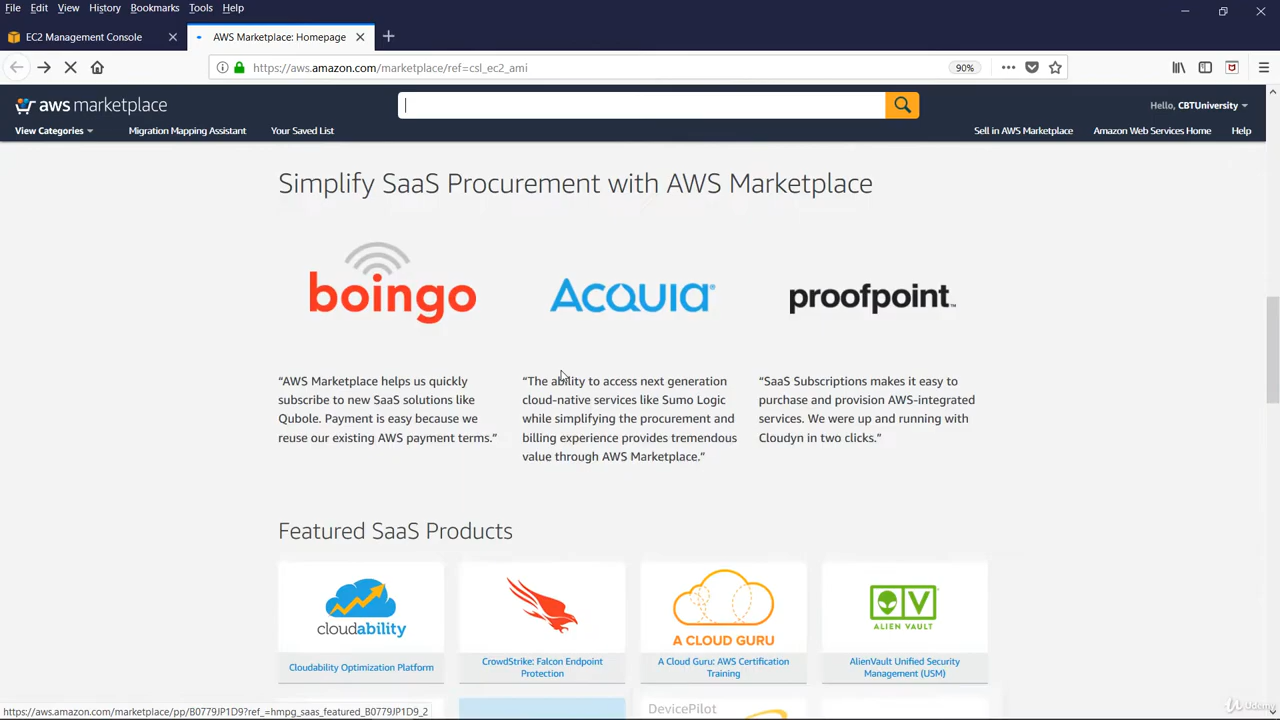 File Edit View History Bookmarks Tools Help
EC2 Management Console
AWS Marketplace: Homepage
https://aws.amazon.com/marketplace/ref=csl_ec2_ami
90%
aws marketplace
Hello, CBTUniversity
View Categories
Migration Mapping Assistant
Your Saved List
Sell in AWS Marketplace
Amazon Web Services Home
Help
Simplify SaaS Procurement with AWS Marketplace
boingo
ACQUIA
proofpoint™
“AWS Marketplace helps us quickly
subscribe to new SaaS solutions like
Qubole. Payment is easy because we
reuse our existing AWS payment terms.”
“The ability to access next generation
cloud-native services like Sumo Logic
while simplifying the procurement and
billing experience provides tremendous
value through AWS Marketplace.”
“SaaS Subscriptions makes it easy to
purchase and provision AWS-integrated
services. We were up and running with
Cloudyn in two clicks.”
Featured SaaS Products
cloudability
Cloudability Optimization Platform
CrowdStrike: Falcon Endpoint
Protection
A CLOUD GURU
A Cloud Guru: AWS Certification
Training
ALIEN VAULT
AlienVault Unified Security
Management (USM)
DevicePilot
https://aws.amazon.com/marketplace/pp/B0779JP1D9?ref_=hmpg_saas_featured_B0779JP1D9_2
Udemy